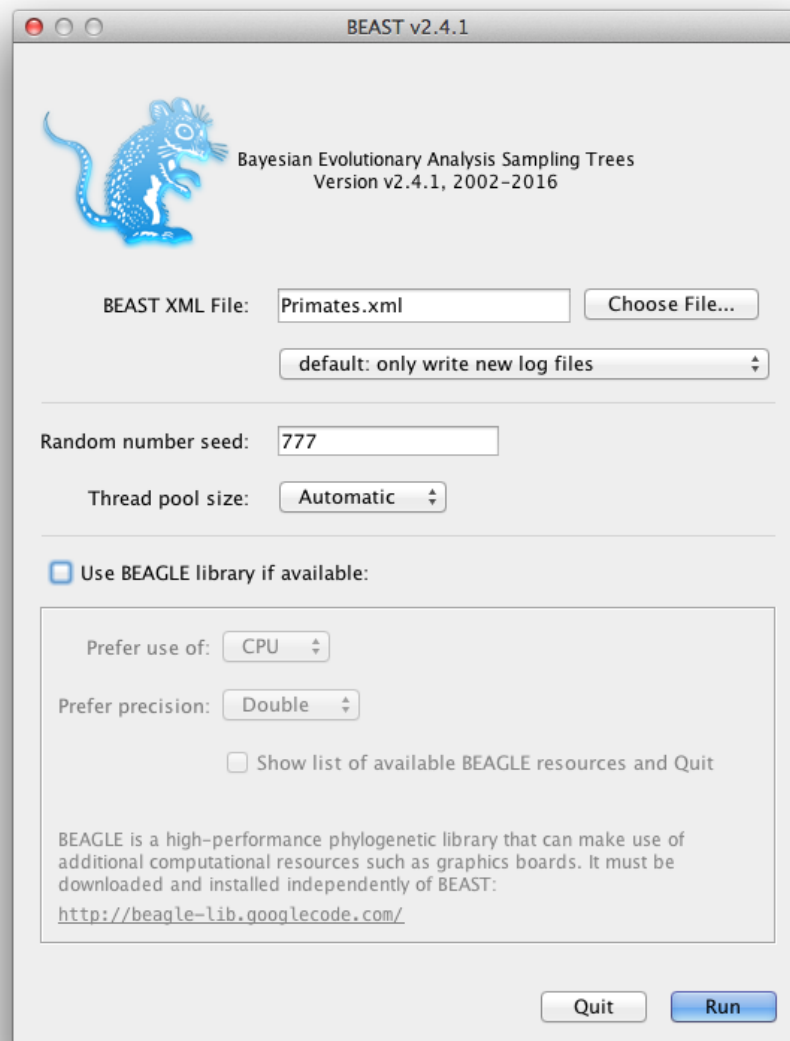 BEAST v2.4.1
Bayesian Evolutionary Analysis Sampling Trees
Version v2.4.1, 2002–2016
BEAST XML File: Primates.xml Choose File...
default: only write new log files
Random number seed: 777
Thread pool size: Automatic
Use BEAGLE library if available:
Prefer use of: CPU
Prefer precision: Double
Show list of available BEAGLE resources and Quit
BEAGLE is a high-performance phylogenetic library that can make use of
additional computational resources such as graphics boards. It must be
downloaded and installed independently of BEAST:
http://beagle-lib.googlecode.com/
Quit Run